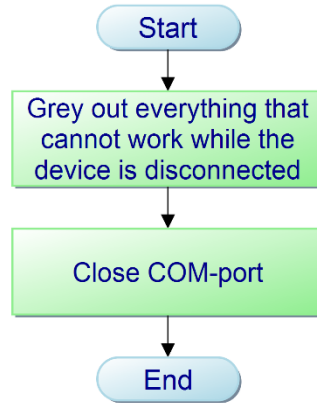 Start
Grey out everything that
cannot work while the
device is disconnected
Close COM-port
End